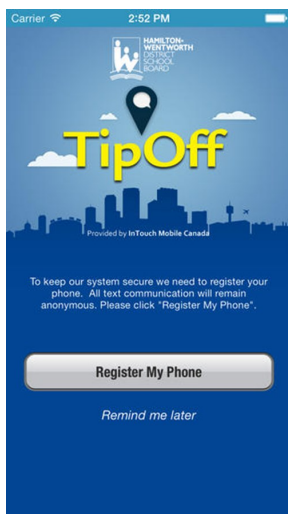 Carrier 2:52 PM
HAMILTON-
WENTWORTH
DISTRICT
SCHOOL
BOARD
TipOff
Provided by InTouch Mobile Canada
To keep our system secure we need to register your
phone. All text communication will remain
anonymous. Please click "Register My Phone".
Register My Phone
Remind me later